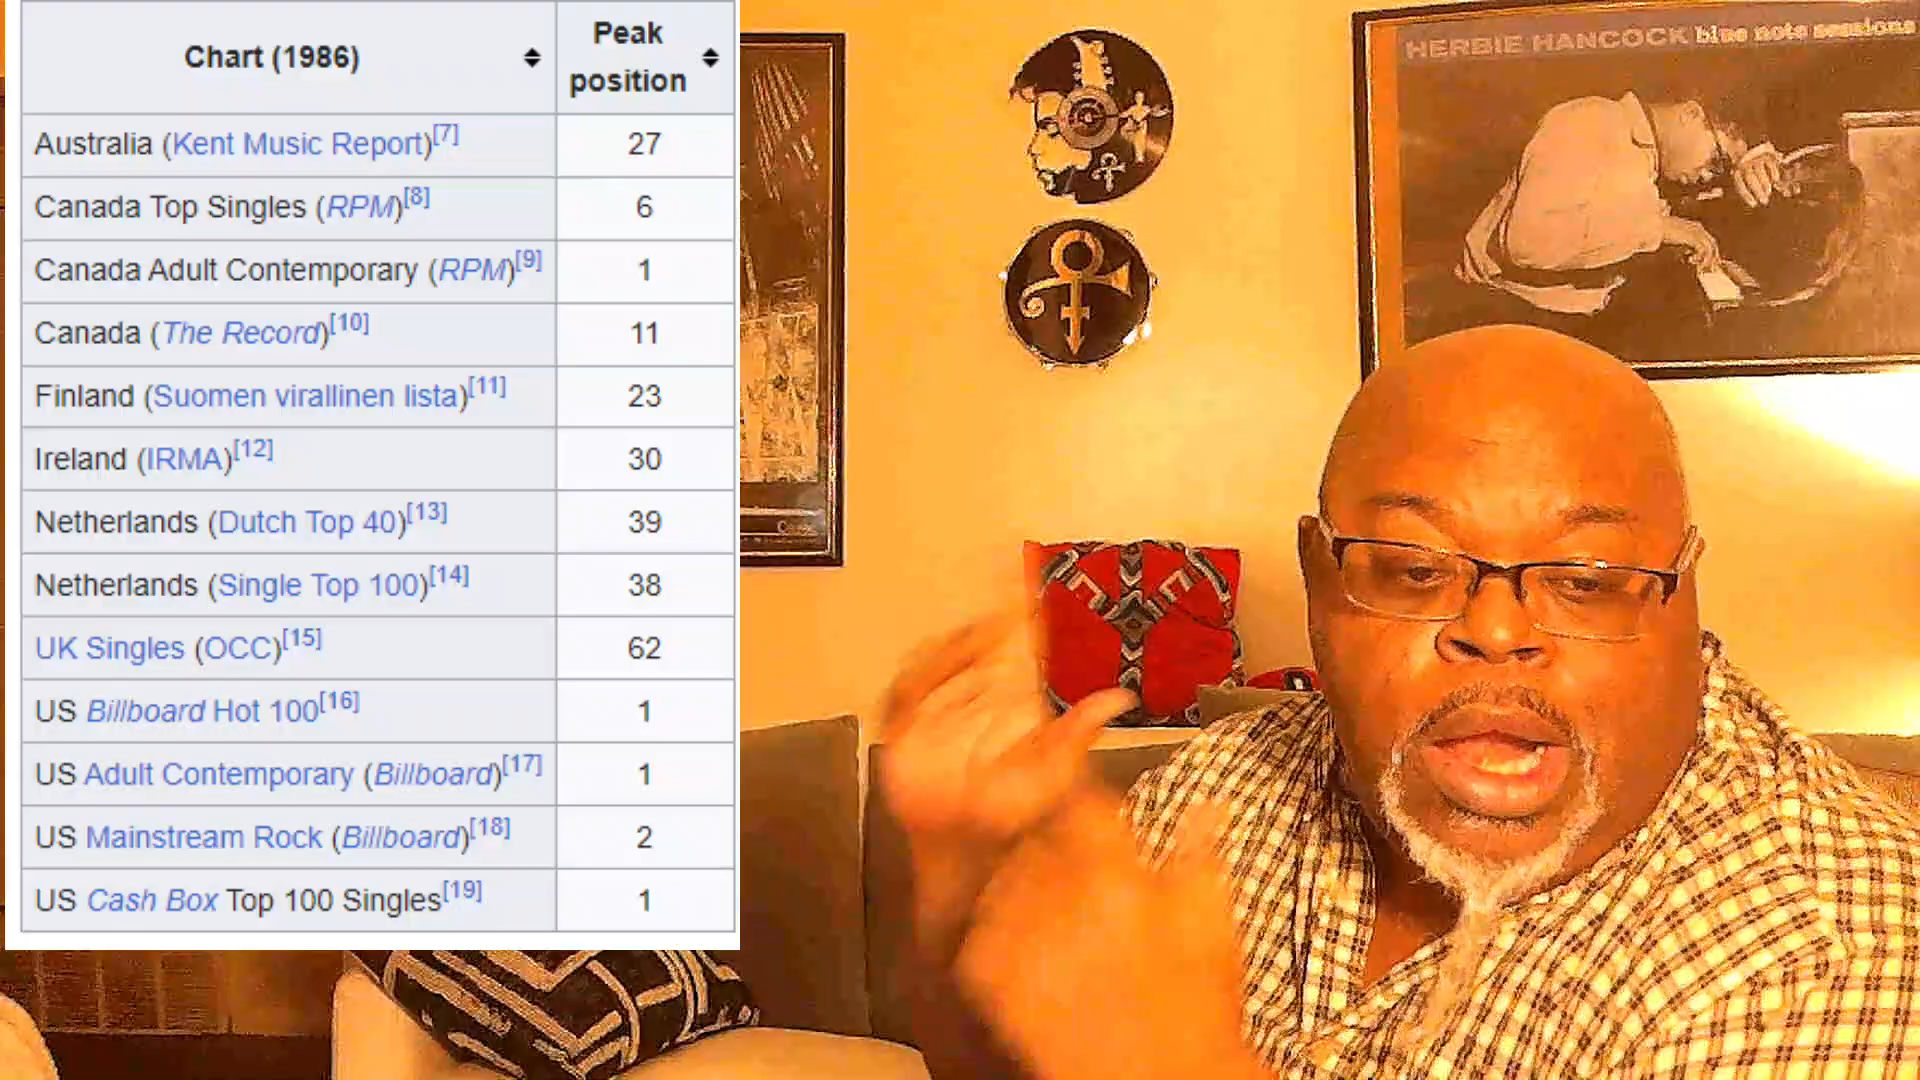 Chart (1986)
Peak
position
Australia (Kent Music Report)[7] 27
Canada Top Singles (RPM)[8] 6
Canada Adult Contemporary (RPM)[9] 1
Canada (The Record)[10] 11
Finland (Suomen virallinen lista)[11] 23
Ireland (IRMA)[12] 30
Netherlands (Dutch Top 40)[13] 39
Netherlands (Single Top 100)[14] 38
UK Singles (OCC)[15] 62
US Billboard Hot 100[16] 1
US Adult Contemporary (Billboard)[17] 1
US Mainstream Rock (Billboard)[18] 2
US Cash Box Top 100 Singles[19] 1
HERBIE HANCOCK blue note sessions